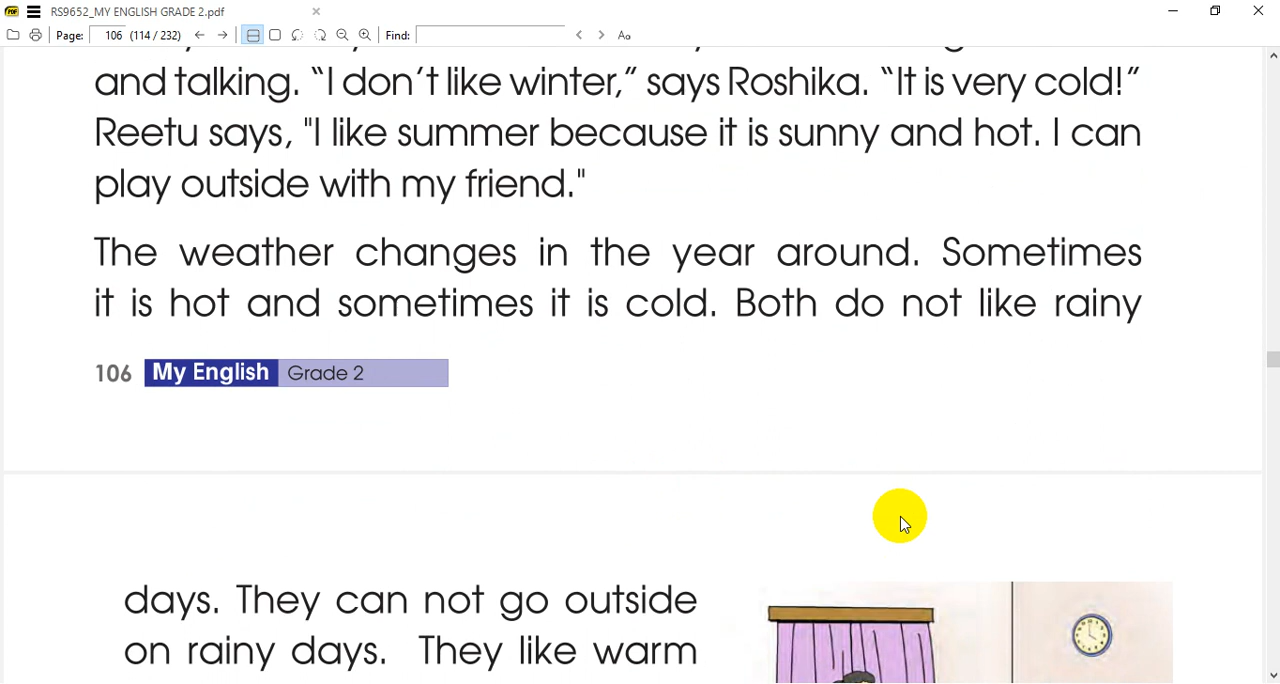 RS9652_MY ENGLISH GRADE 2.pdf
Page: 106 (114 / 232) Find: Aa
and talking. “I don’t like winter,” says Roshika. “It is very cold!”
Reetu says, "I like summer because it is sunny and hot. I can
play outside with my friend."
The weather changes in the year around. Sometimes
it is hot and sometimes it is cold. Both do not like rainy
106 My English Grade 2
days. They can not go outside
on rainy days. They like warm